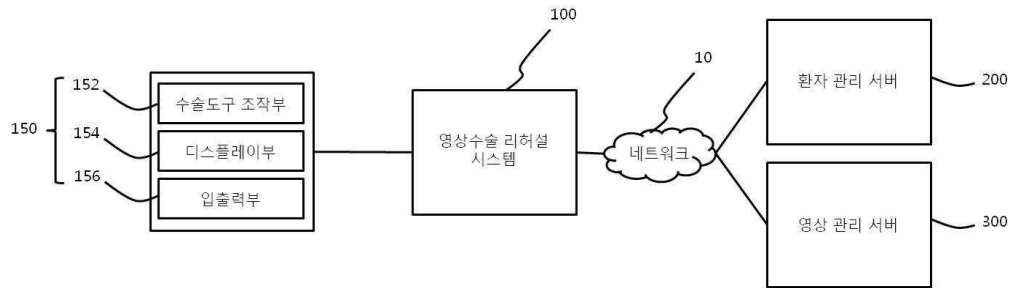 100
10
152
수술도구 조작부
환자 관리 서버
200
150
154
디스플레이부
영상수술 리허설
시스템
네트워크
156
입출력부
영상 관리 서버
300